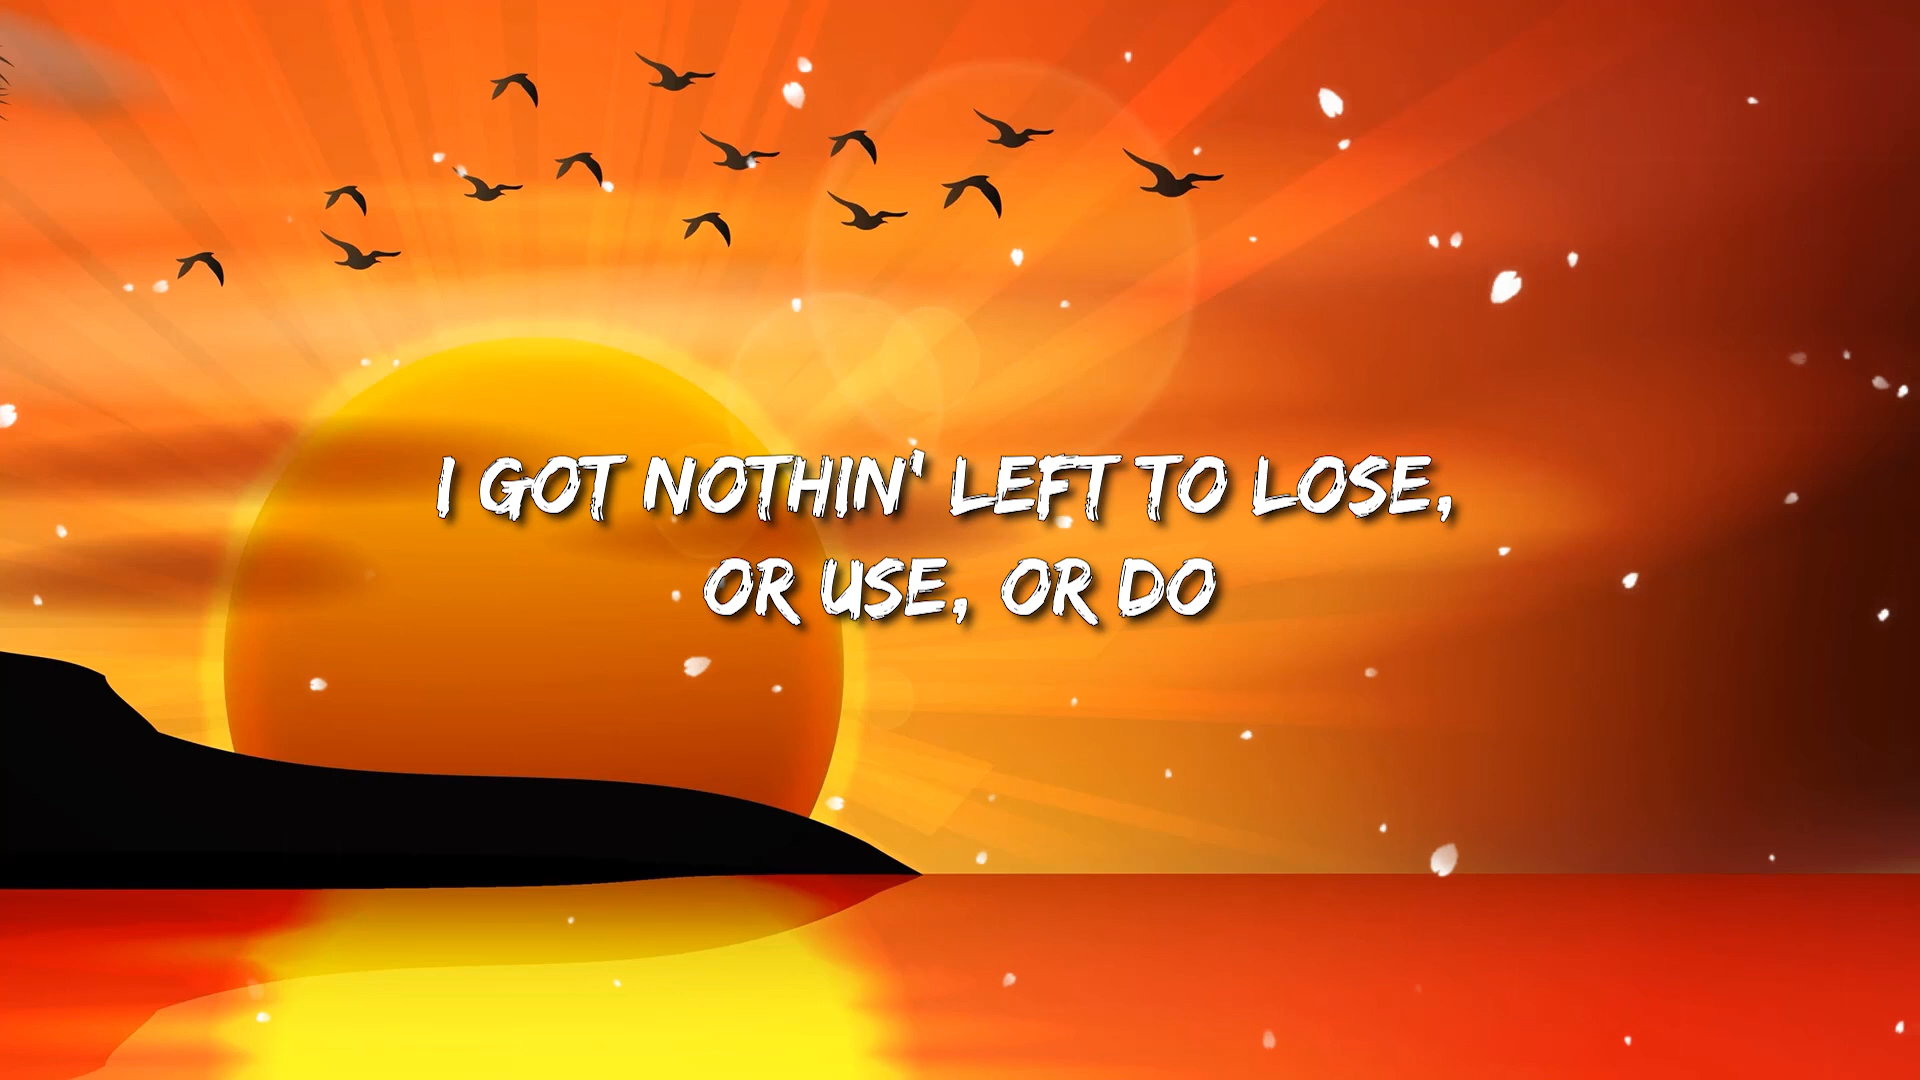 I GOT NOTHIN' LEFT TO LOSE,
OR USE, OR DO